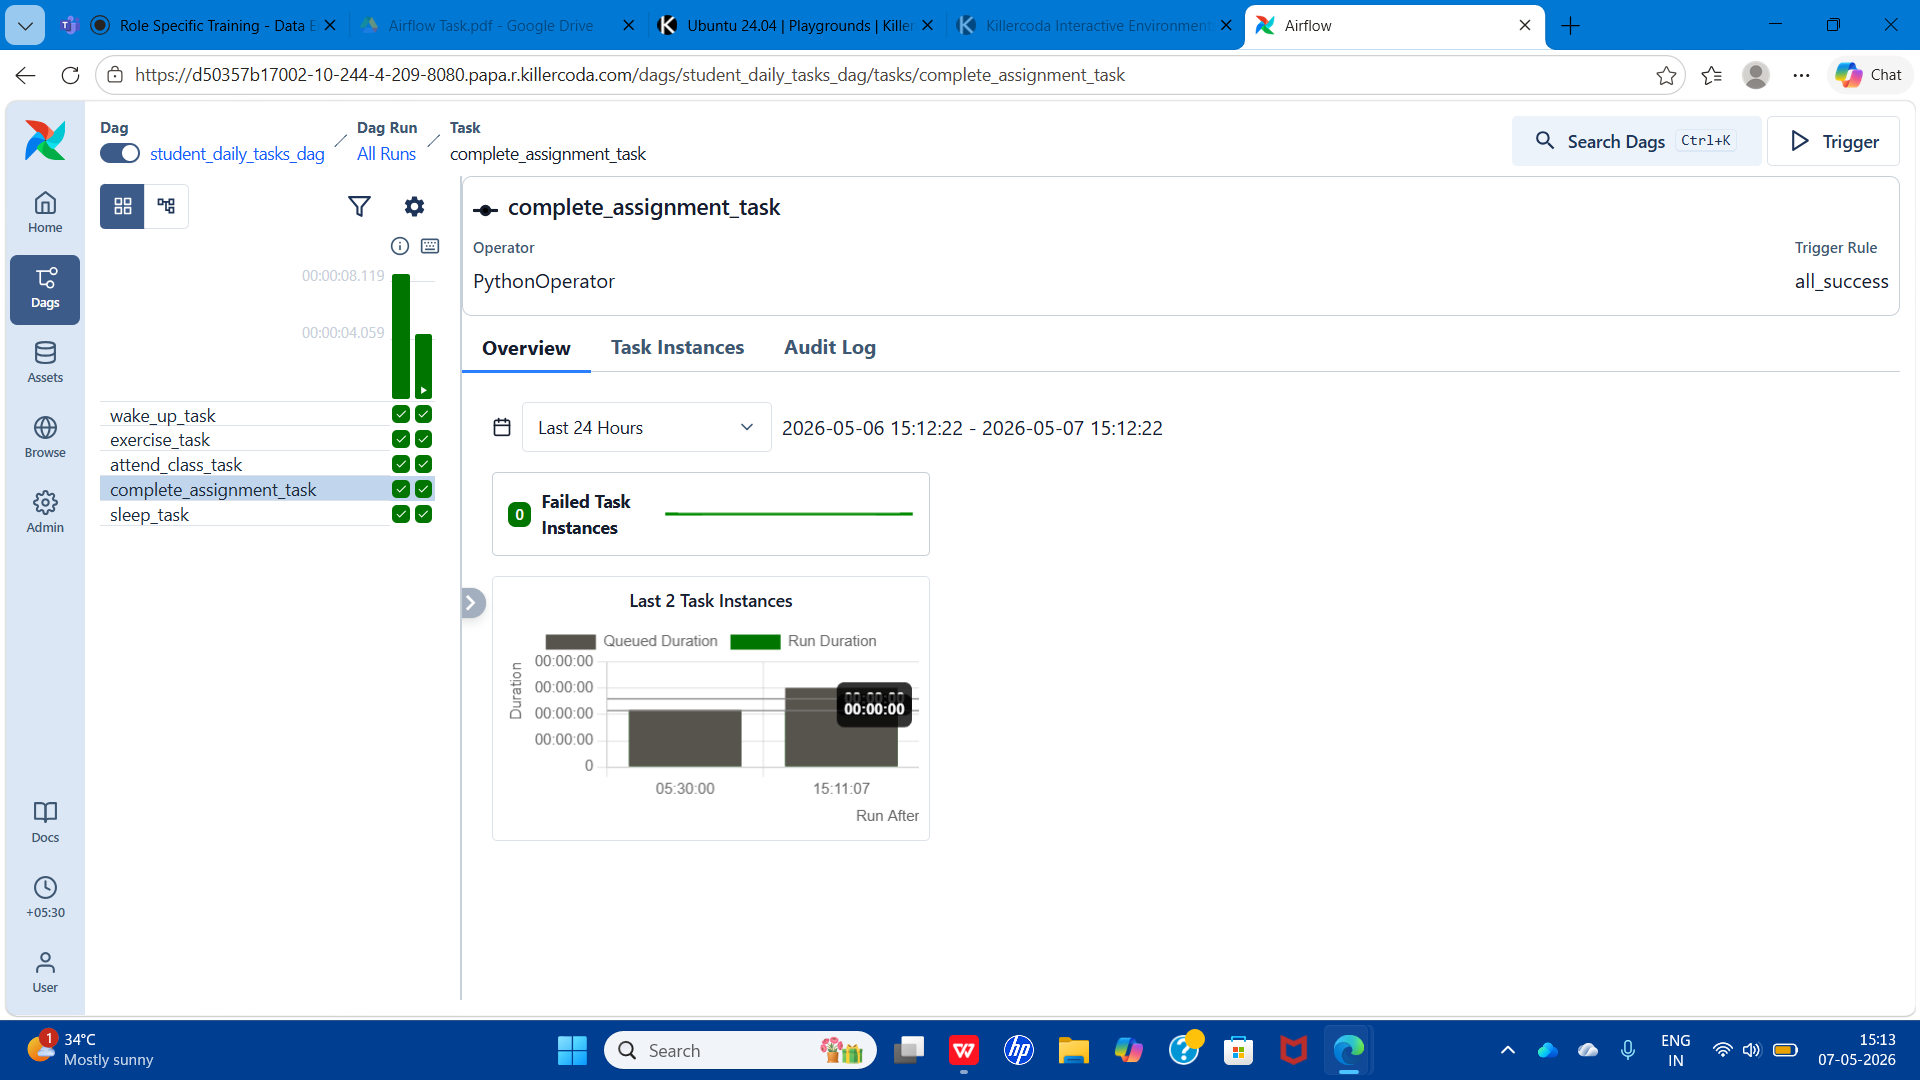 Role Specific Training - Data E
Airflow Task.pdf - Google Drive
Ubuntu 24.04 | Playgrounds | Killer
Killercoda Interactive Environment
Airflow
https://d50357b17002-10-244-4-209-8080.papa.r.killercoda.com/dags/student_daily_tasks_dag/tasks/complete_assignment_task
Chat
Dag
student_daily_tasks_dag
Dag Run
All Runs
Task
complete_assignment_task
Search Dags Ctrl+K
Trigger
Home
Dags
Assets
Browse
Admin
Docs
+05:30
User
00:00:08.119
00:00:04.059
wake_up_task
exercise_task
attend_class_task
complete_assignment_task
sleep_task
complete_assignment_task
Operator
PythonOperator
Trigger Rule
all_success
Overview
Task Instances
Audit Log
Last 24 Hours
2026-05-06 15:12:22 - 2026-05-07 15:12:22
0
Failed Task
Instances
Last 2 Task Instances
Queued Duration
Run Duration
Duration
00:00:00
00:00:00
00:00:00
00:00:00
0
00:00:00
05:30:00
15:11:07
Run After
1
34°C
Mostly sunny
Search
ENG
IN
15:13
07-05-2026